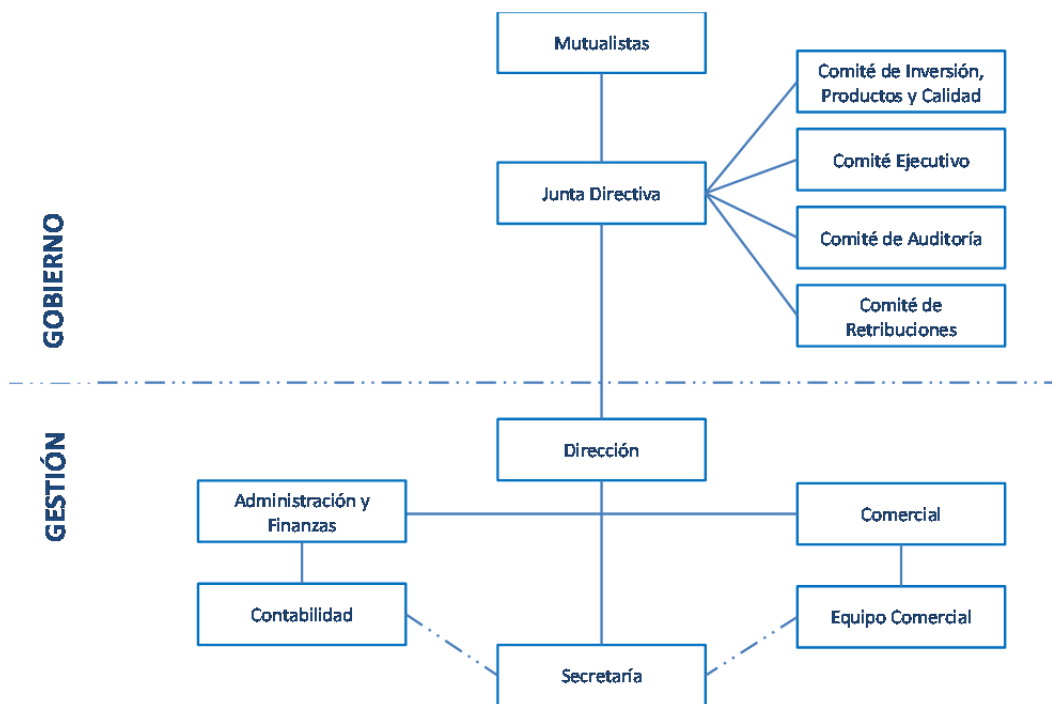 Mutualistas
Comité de Inversión,
Productos y Calidad
Comité Ejecutivo
Junta Directiva
Comité de Auditoría
Comité de
Retribuciones
GOBIERNO
GESTIÓN
Dirección
Administración y
Finanzas
Comercial
Contabilidad
Equipo Comercial
Secretaría